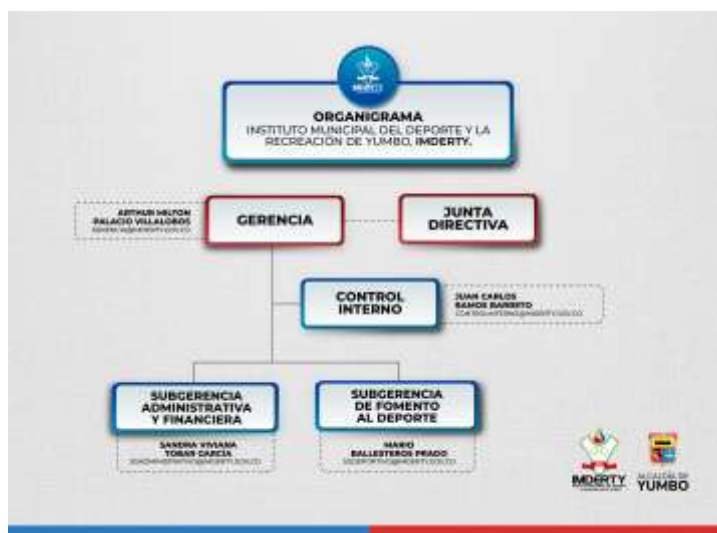 IMDERTY
ORGANIGRAMA
INSTITUTO MUNICIPAL DEL DEPORTE Y LA
RECREACIÓN DE YUMBO, IMDERTY.
ARTHUR MILTON
PALACIO VILLALOBOS
GERENCIA
JUNTA
DIRECTIVA
CONTROL
INTERNO
JUAN CARLOS
RAMOS BARRETO
SUBGERENCIA
ADMINISTRATIVA
Y FINANCIERA
SANDRA VIVIANA
TOBAR GARCÍA
SUBGERENCIA
DE FOMENTO
AL DEPORTE
MARIO
BALLESTEROS PRADO
IMDERTY
ALCALDÍA DE
YUMBO